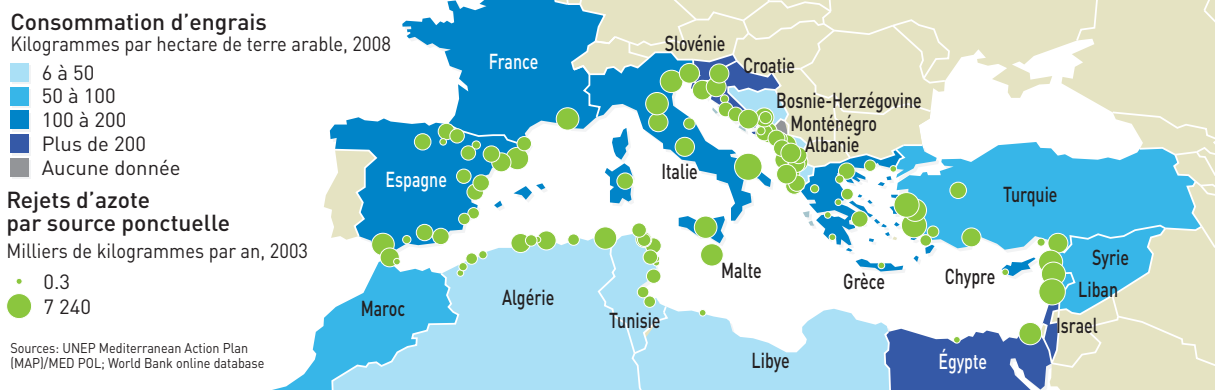 Consommation d'engrais
Kilogrammes par hectare de terre arable, 2008
6 à 50
50 à 100
100 à 200
Plus de 200
Aucune donnée
Rejets d'azote
par source ponctuelle
Milliers de kilogrammes par an, 2003
0.3
7 240
Sources: UNEP Mediterranean Action Plan
(MAP)/MED POL; World Bank online database
France
Slovénie
Croatie
Bosnie-Herzégovine
Monténégro
Albanie
Italie
Espagne
Turquie
Malte
Grèce
Chypre
Syrie
Liban
Israel
Maroc
Algérie
Tunisie
Libye
Égypte